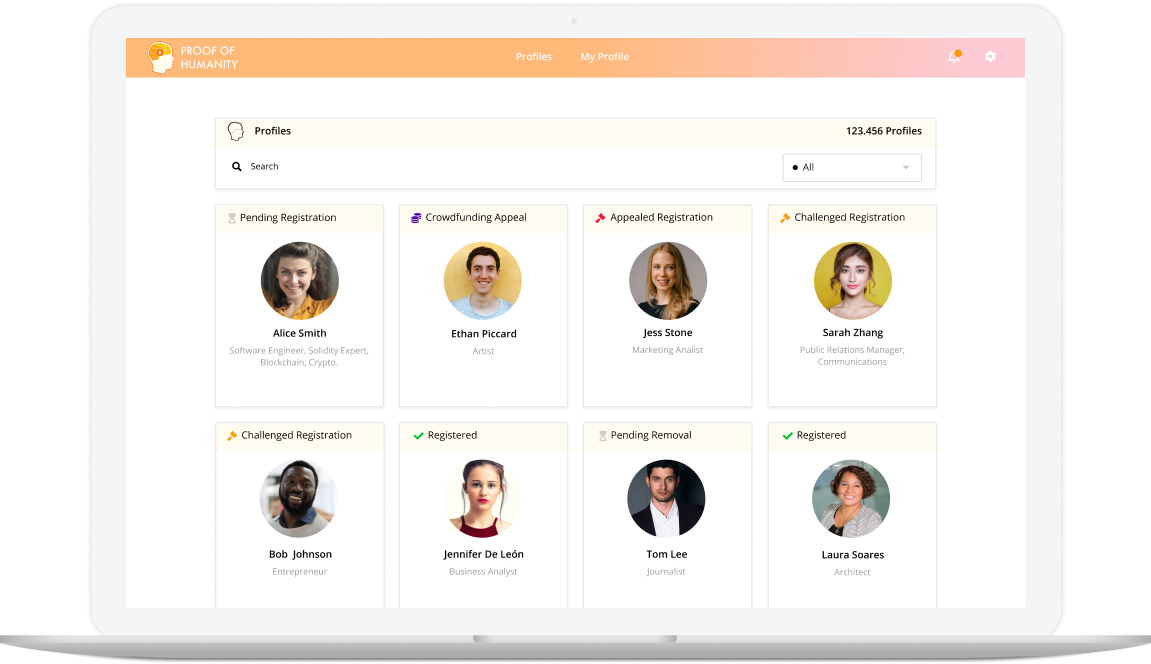 PROOF OF
HUMANITY
Profiles
My Profile
Profiles
123.456 Profiles
Search
All
Pending Registration
Crowdfunding Appeal
Appealed Registration
Challenged Registration
Alice Smith
Software Engineer, Solidity Expert,
Blockchain, Crypto.
Ethan Piccard
Artist
Jess Stone
Marketing Analist
Sarah Zhang
Public Relations Manager,
Communications
Challenged Registration
Registered
Pending Removal
Registered
Bob Johnson
Entrepreneur
Jennifer De León
Business Analyst
Tom Lee
Journalist
Laura Soares
Architect